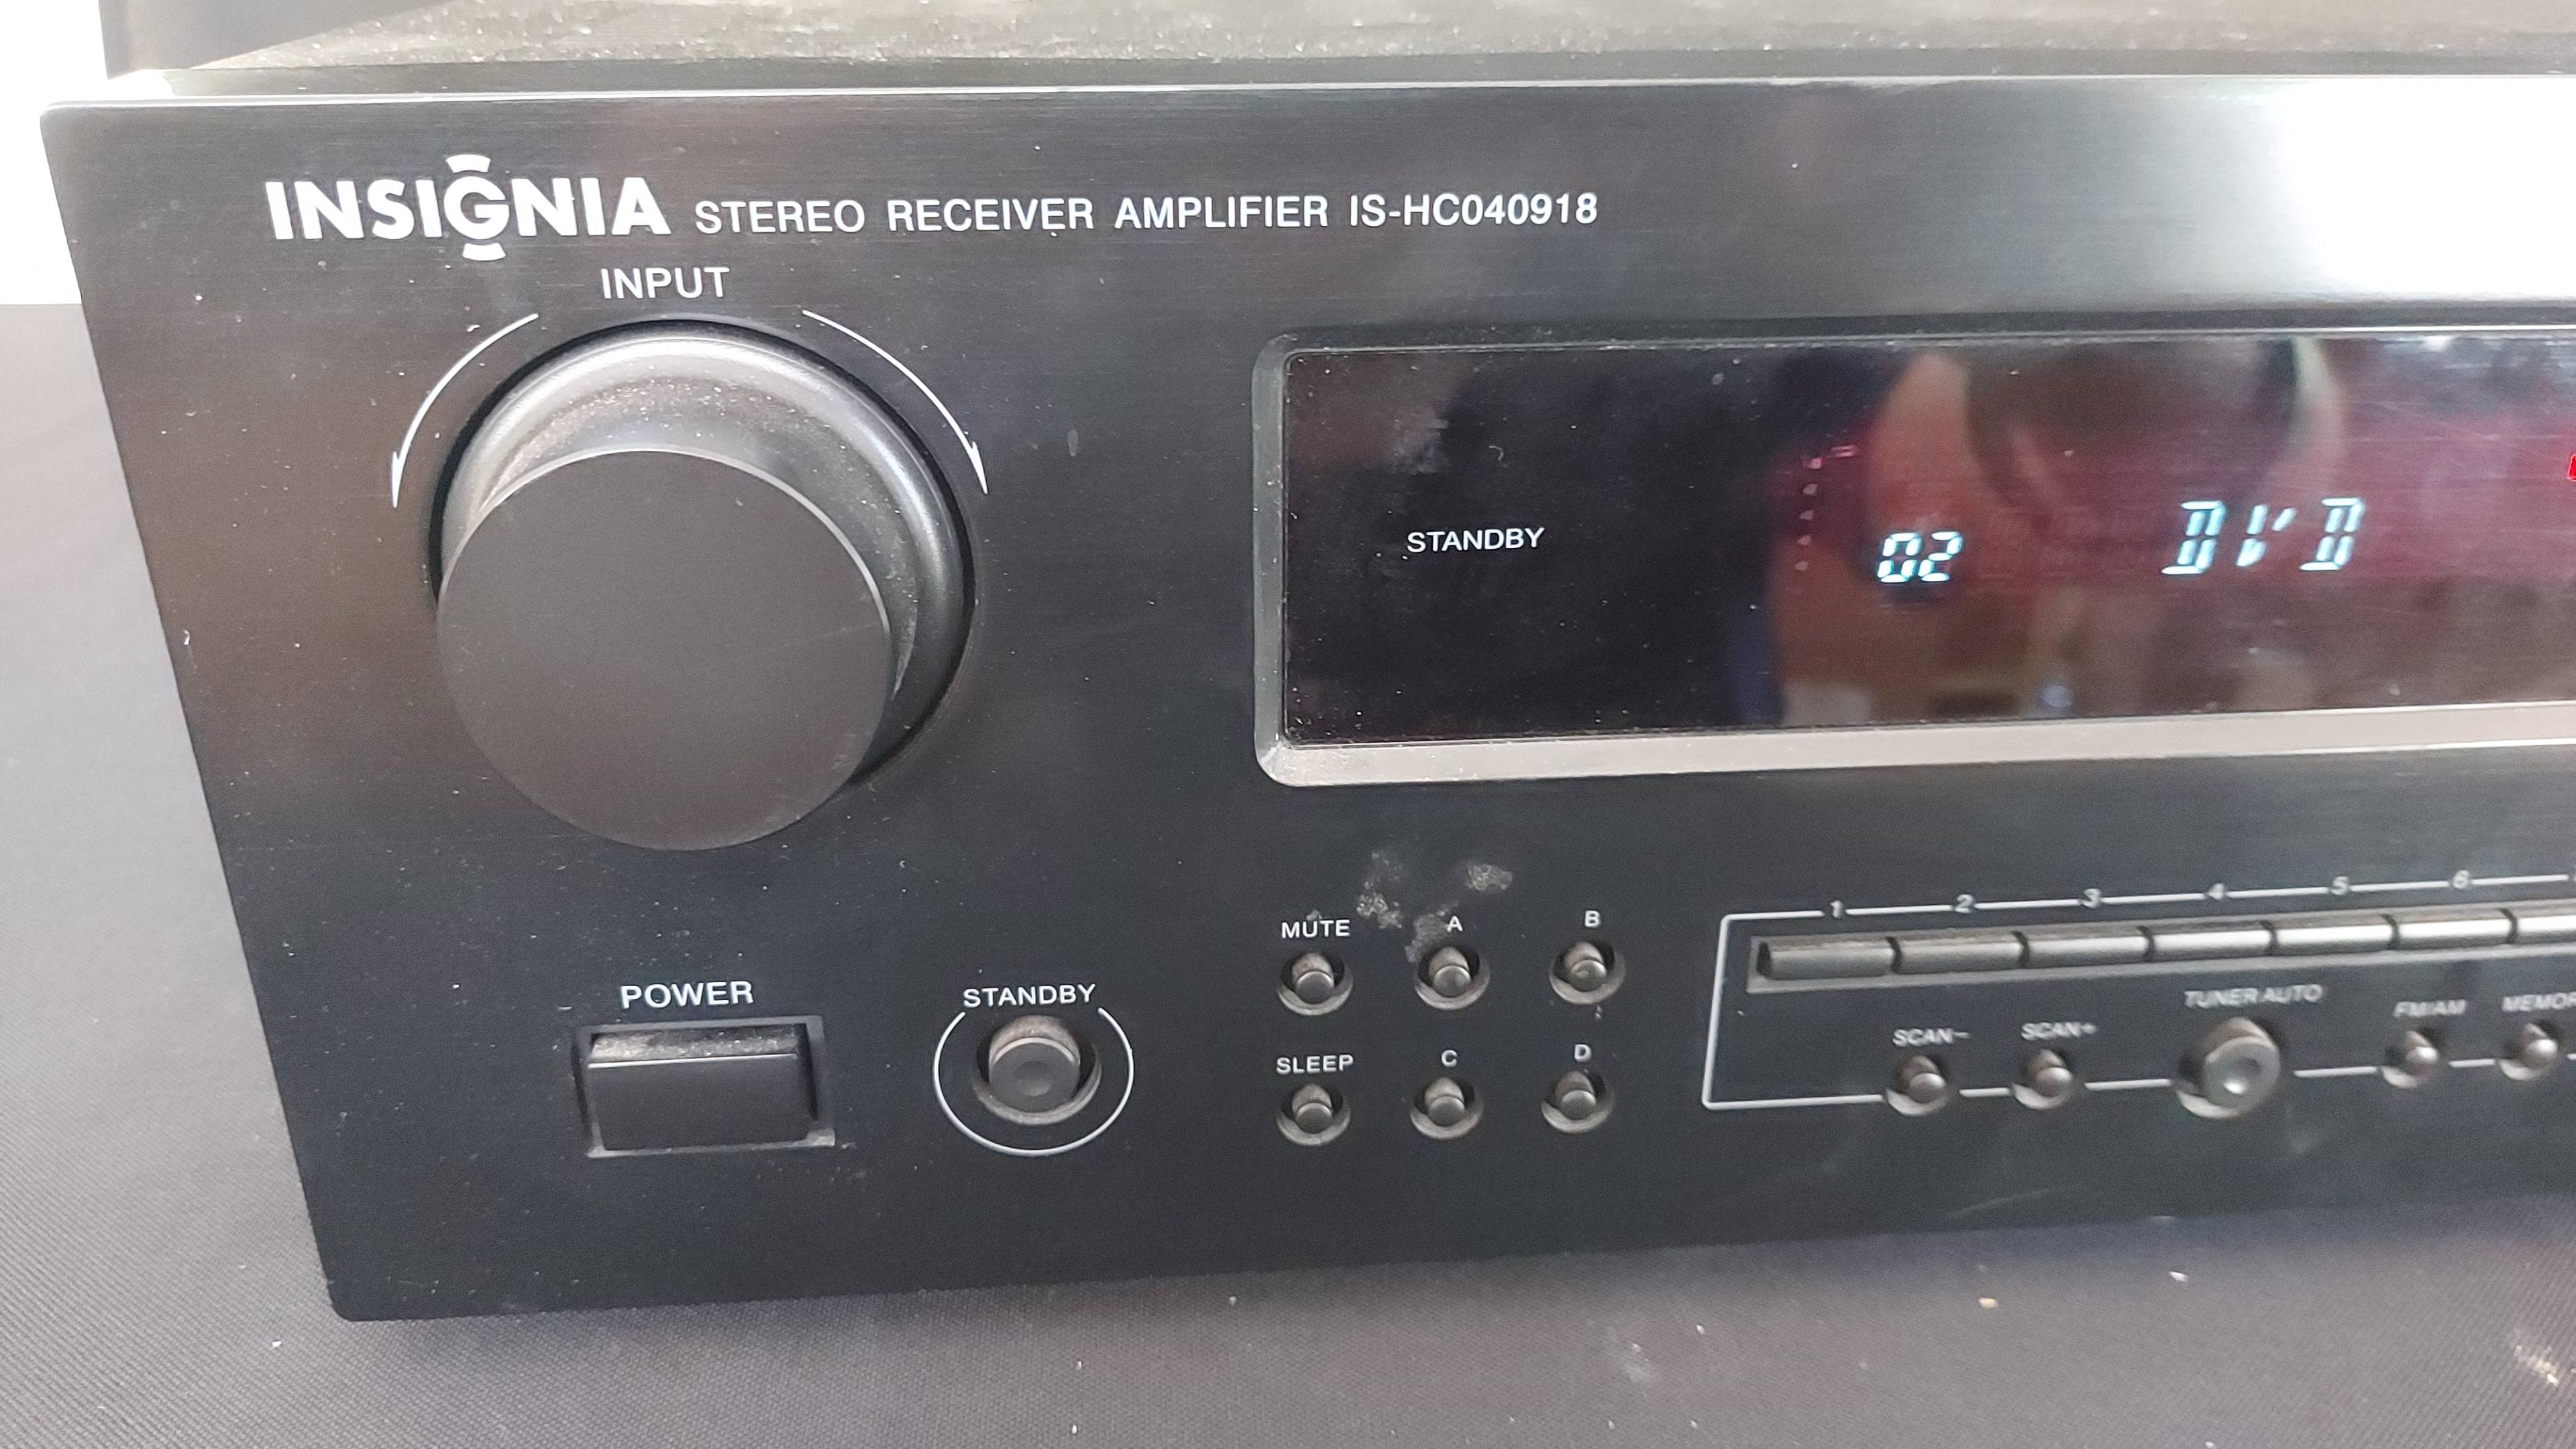 INSIGNIA STEREO RECEIVER AMPLIFIER IS-HC040918
INPUT
STANDBY
02 DVD
MUTE A B
1 2 3 4 5 6
POWER STANDBY
TUNER AUTO FM/AM
SCAN- SCAN+
SLEEP C D